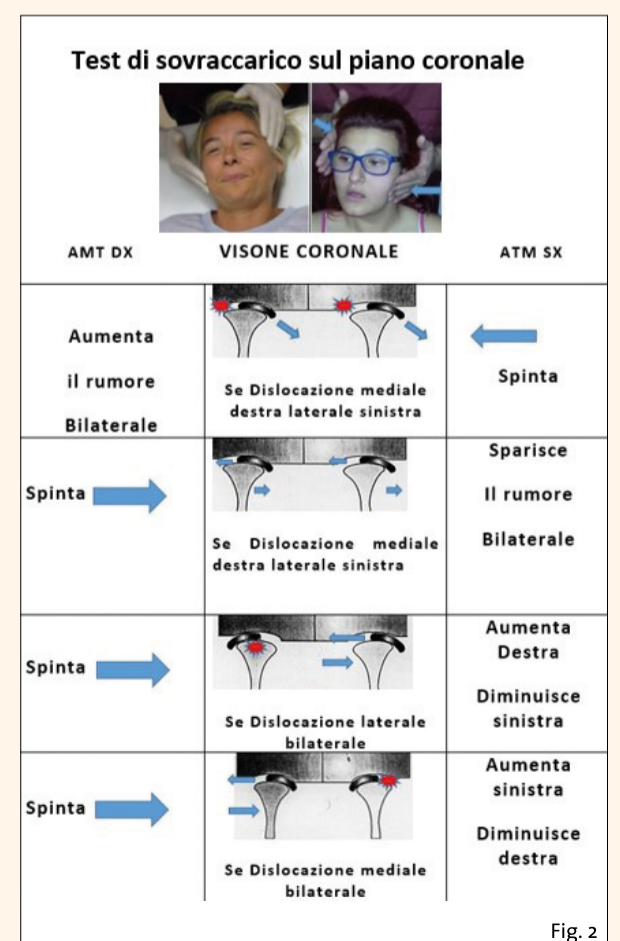 Test di sovraccarico sul piano coronale
AMT DX
VISONE CORONALE
ATM SX
Aumenta
il rumore
Bilaterale
Se Dislocazione mediale
destra laterale sinistra
Spinta
Spinta
Se Dislocazione mediale
destra laterale sinistra
Sparisce
Il rumore
Bilaterale
Spinta
Se Dislocazione laterale
bilaterale
Aumenta
Destra
Diminuisce
sinistra
Spinta
Se Dislocazione mediale
bilaterale
Aumenta
sinistra
Diminuisce
destra
Fig. 2